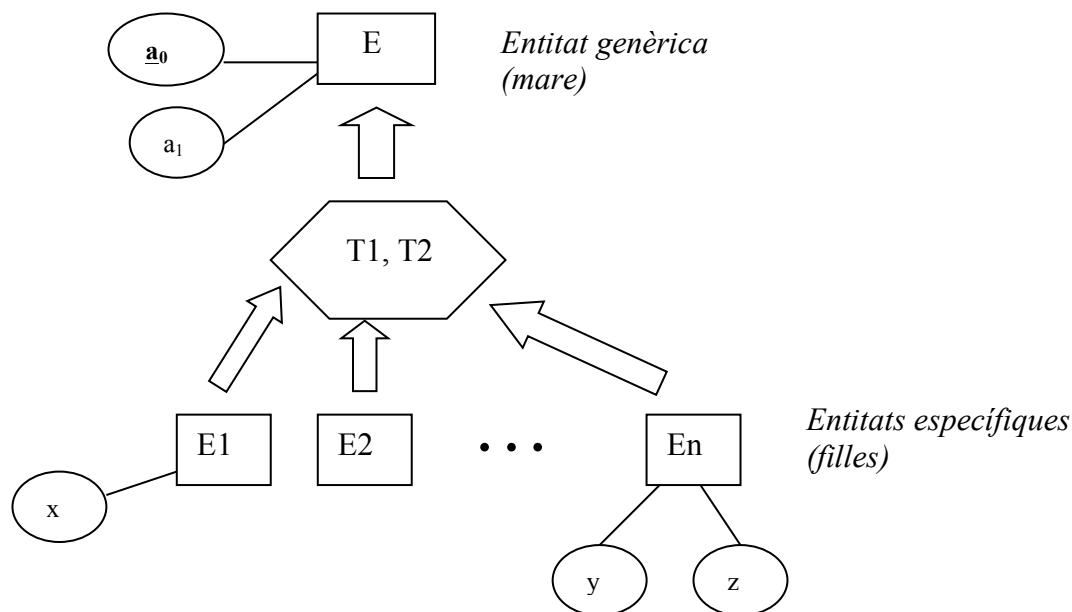 a₀
E
Entitat genèrica
(mare)
a₁
T1, T2
E1
E2
• • •
En
Entitats específiques
(filles)
x
y
z